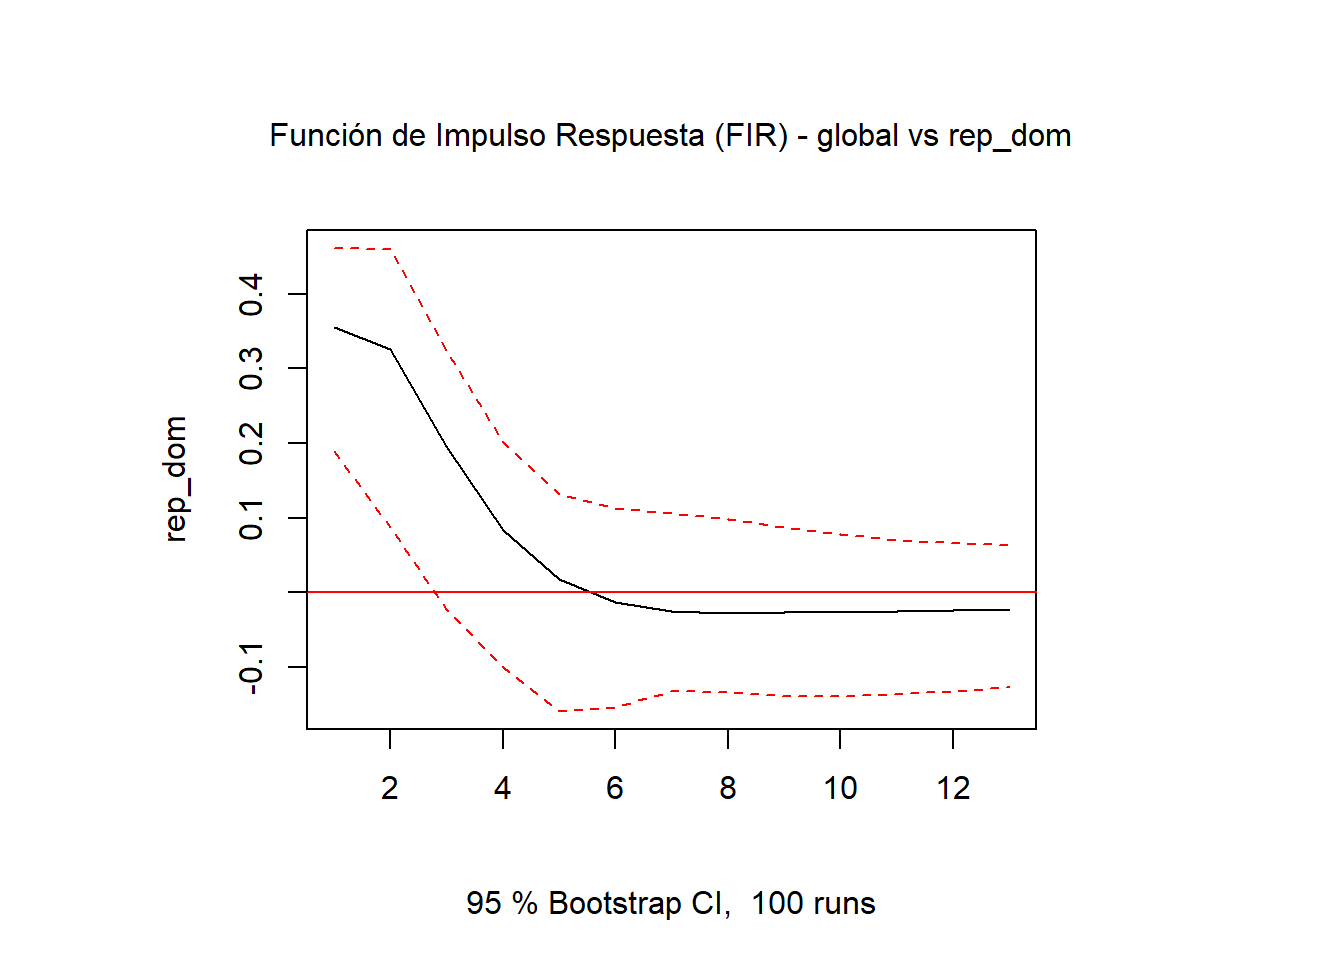 Función de Impulso Respuesta (FIR) - global vs rep_dom
rep_dom
0.4
0.3
0.2
0.1
-0.1
2 4 6 8 10 12
95 % Bootstrap CI, 100 runs